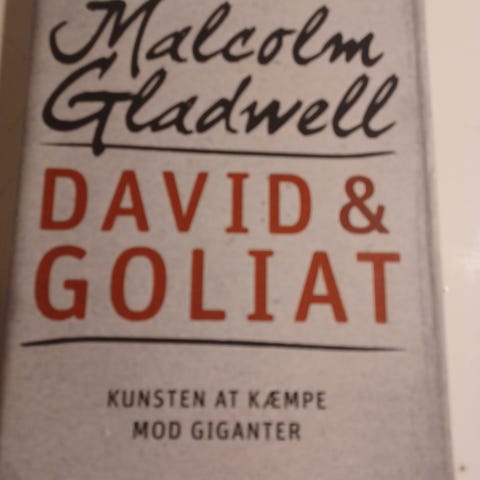 Malcolm
Gladwell
DAVID &
GOLIAT
KUNSTEN AT KÆMPE
MOD GIGANTER